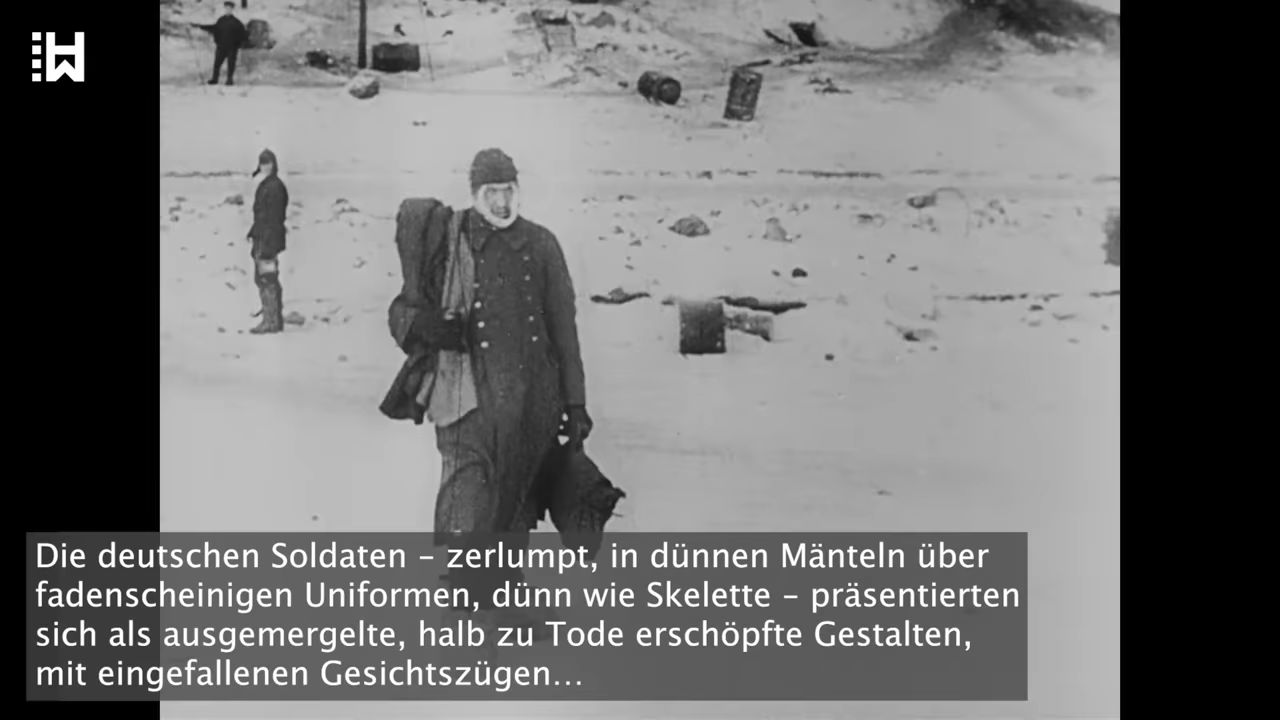 Die deutschen Soldaten – zerlumpt, in dünnen Mänteln über
fadenscheinigen Uniformen, dünn wie Skelette – präsentierten
sich als ausgemergelte, halb zu Tode erschöpfte Gestalten,
mit eingefallenen Gesichtszügen...